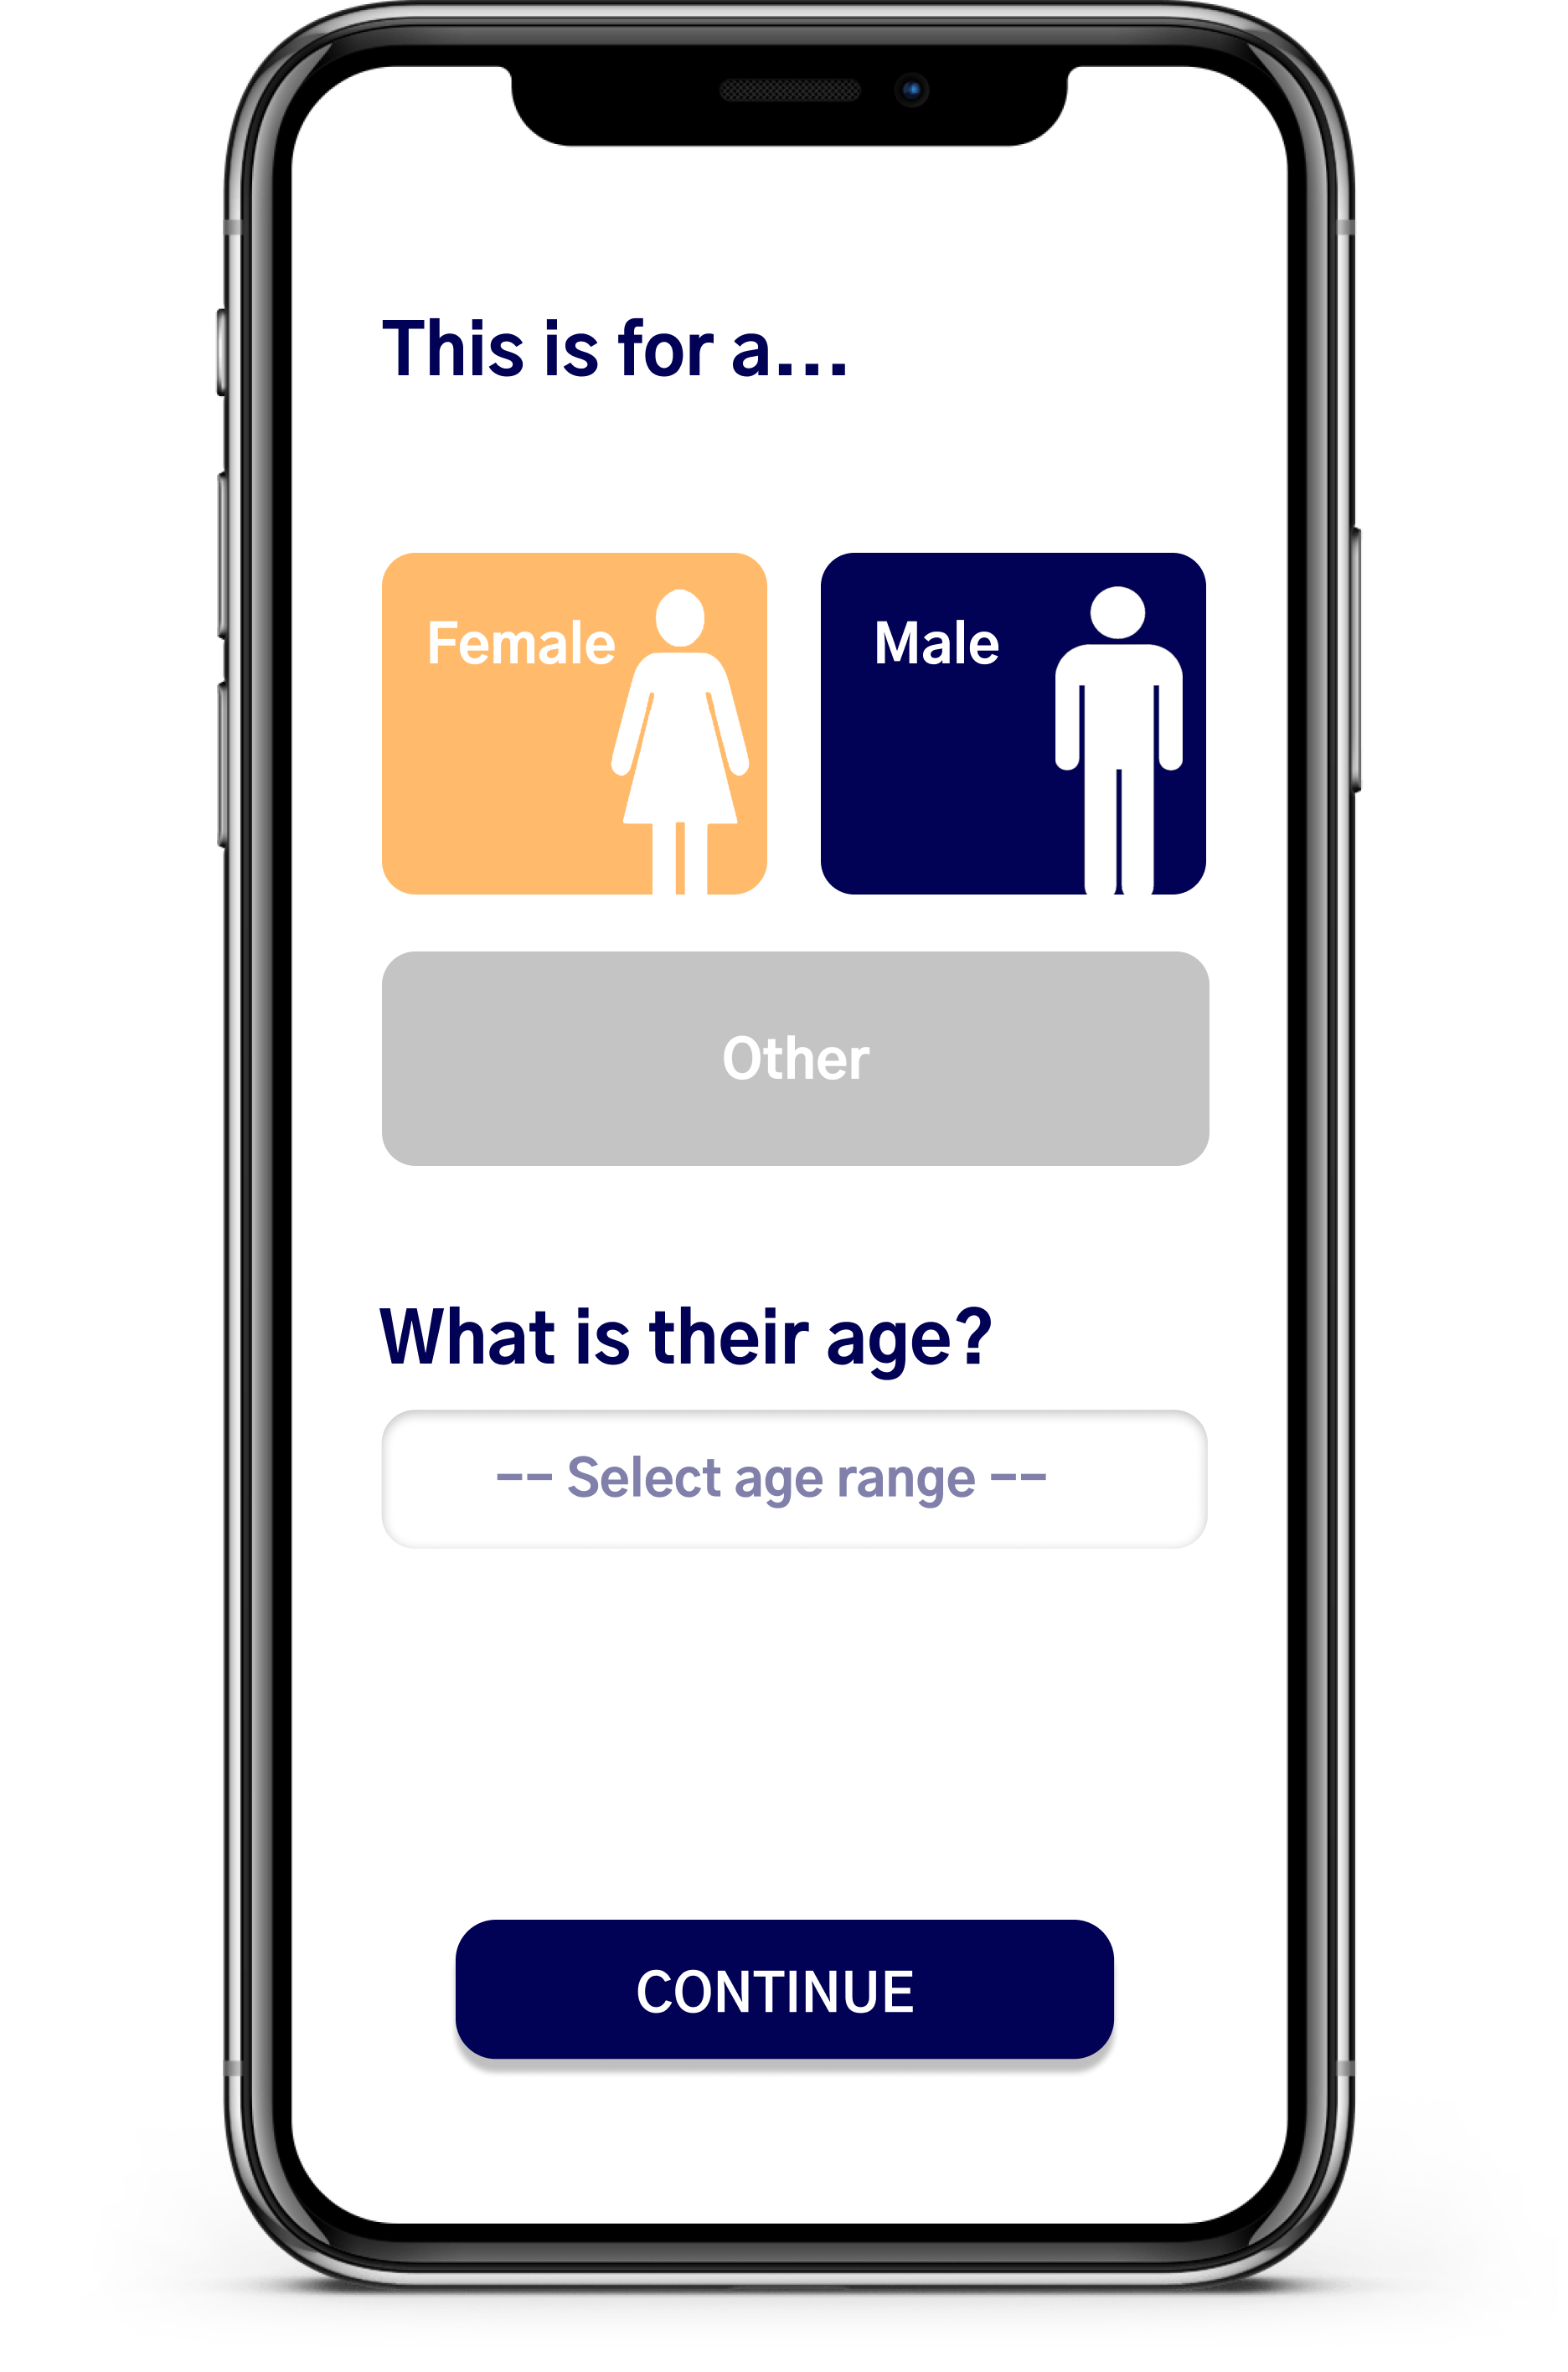 This is for a...
Female
Male
Other
What is their age?
-- Select age range --
CONTINUE